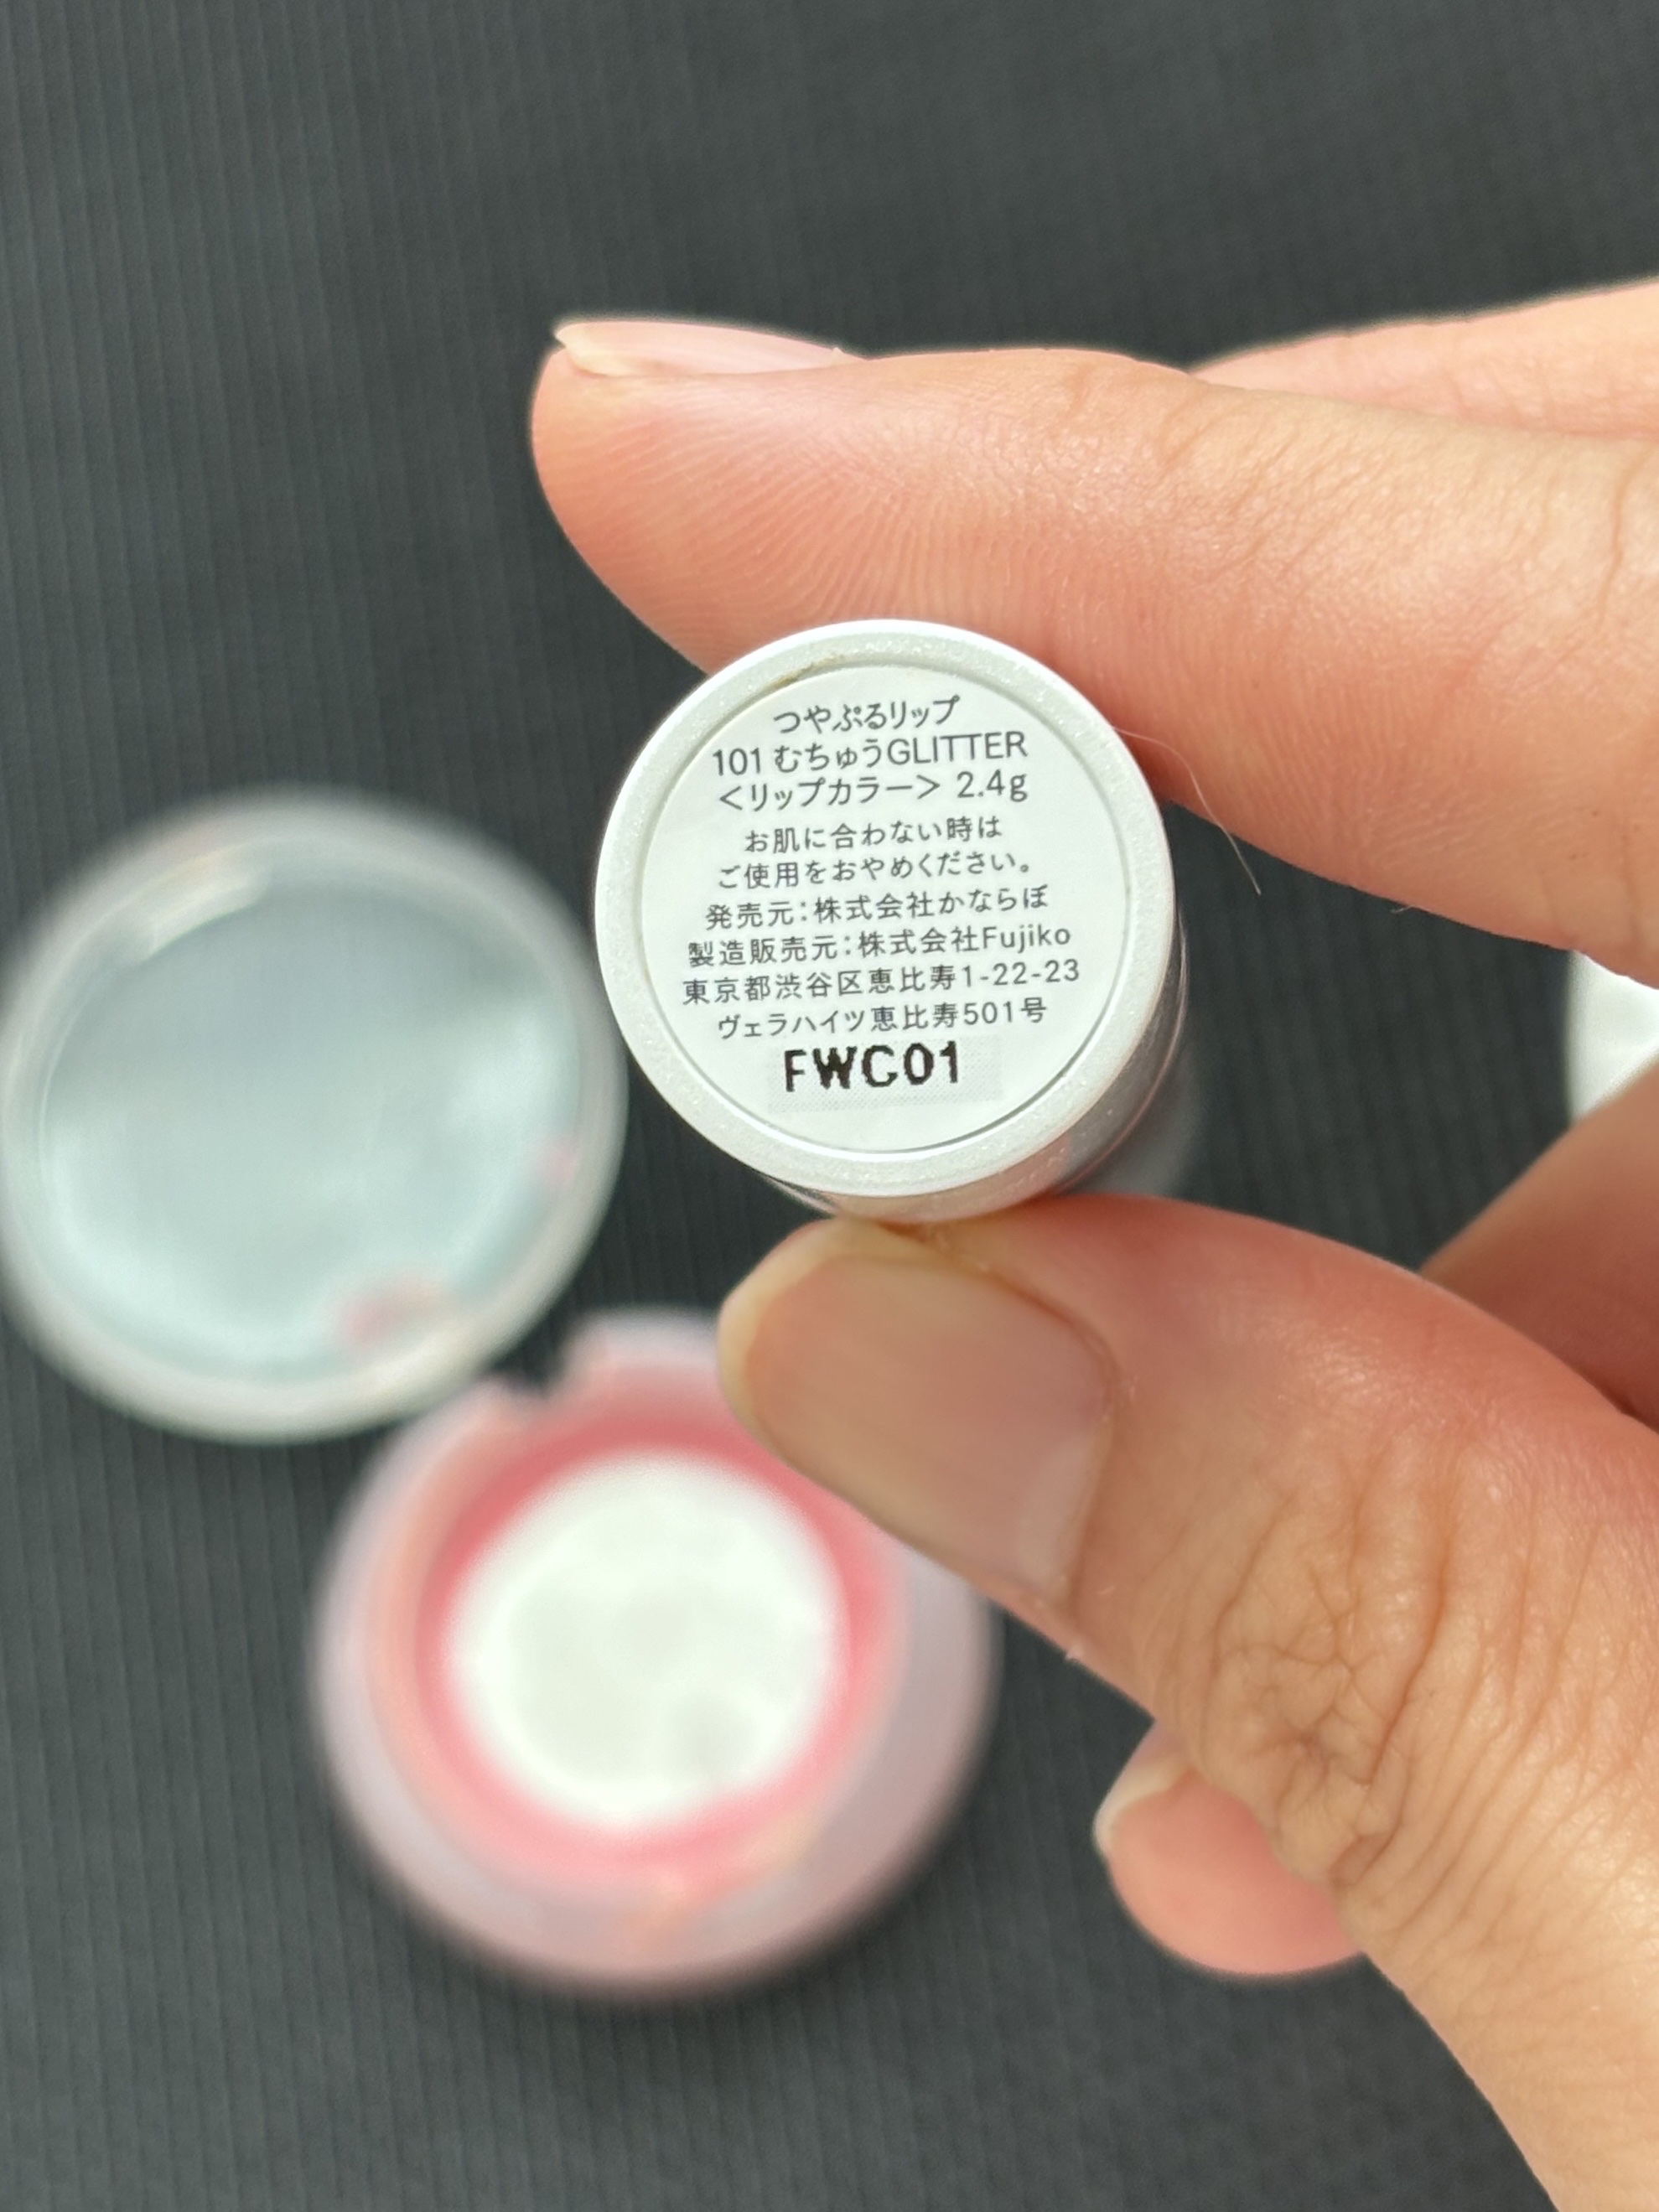 つやぷるリップ
101 むちゅうGLITTER
＜リップカラー＞ 2.4g
お肌に合わない時は
ご使用をおやめください。
発売元：株式会社かならぼ
製造販売元：株式会社Fujiko
東京都渋谷区恵比寿1-22-23
ヴェラハイツ恵比寿501号
FWC01